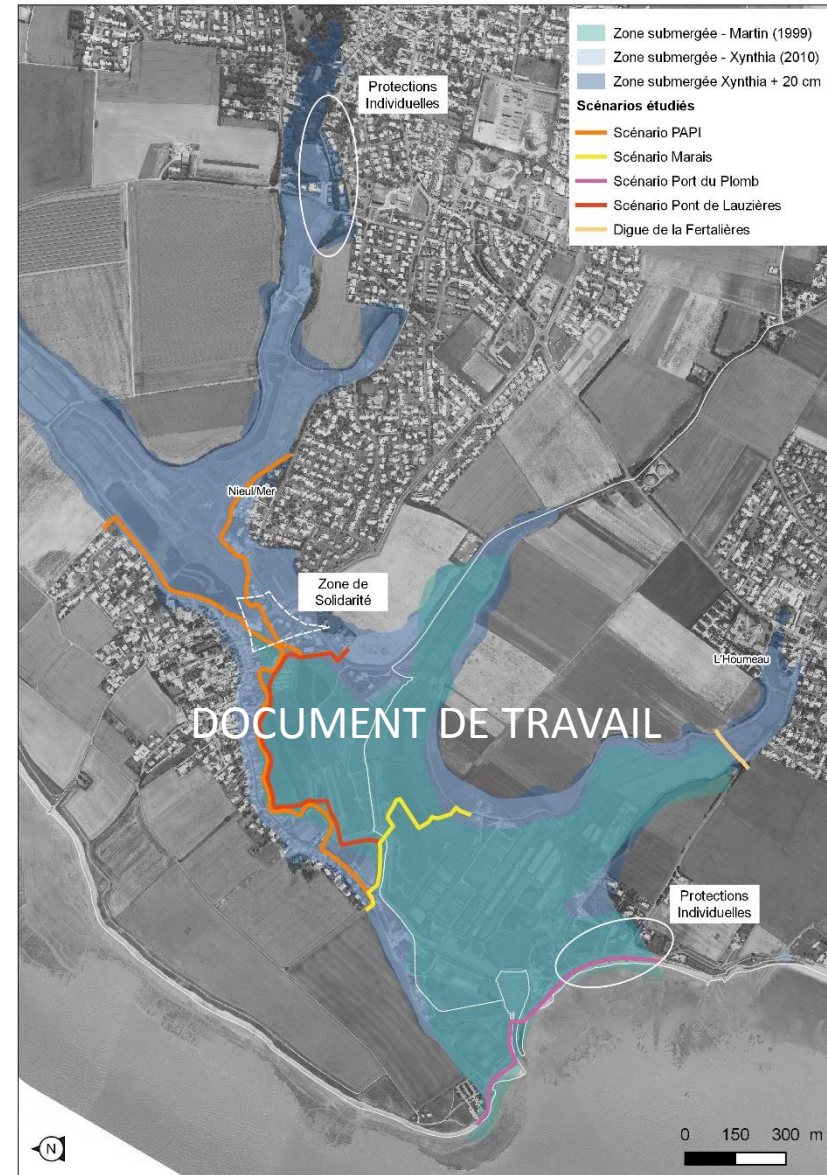 Zone submergée - Martin (1999)
Zone submergée - Xynthia (2010)
Zone submergée Xynthia + 20 cm
Scénarios étudiés
Scénario PAPI
Scénario Marais
Scénario Port du Plomb
Scénario Pont de Lauzières
Digue de la Fertalières
Protections
Individuelles
Nieul/Mer
Zone de
Solidarité
L'Houmeau
DOCUMENT DE TRAVAIL
Protections
Individuelles
N
0 150 300 m